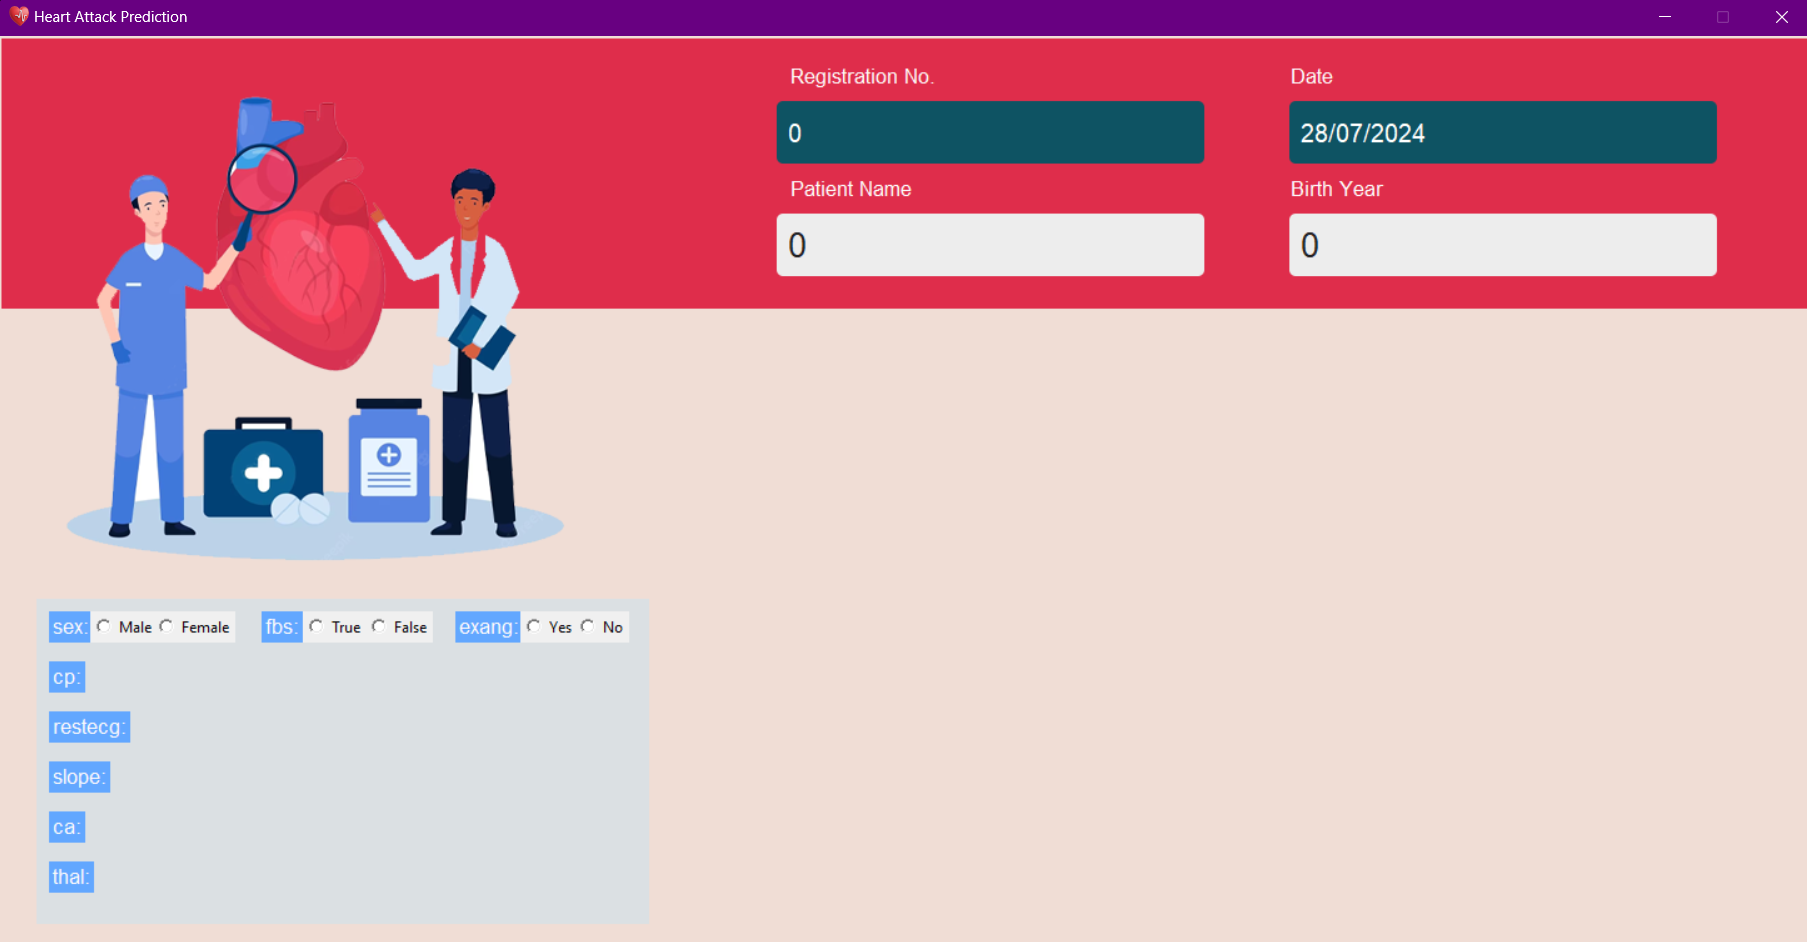 Heart Attack Prediction
Registration No.
Date
0
28/07/2024
Patient Name
Birth Year
0
0
sex: Male Female fbs: True False exang: Yes No
cp:
restecg:
slope:
ca:
thal: